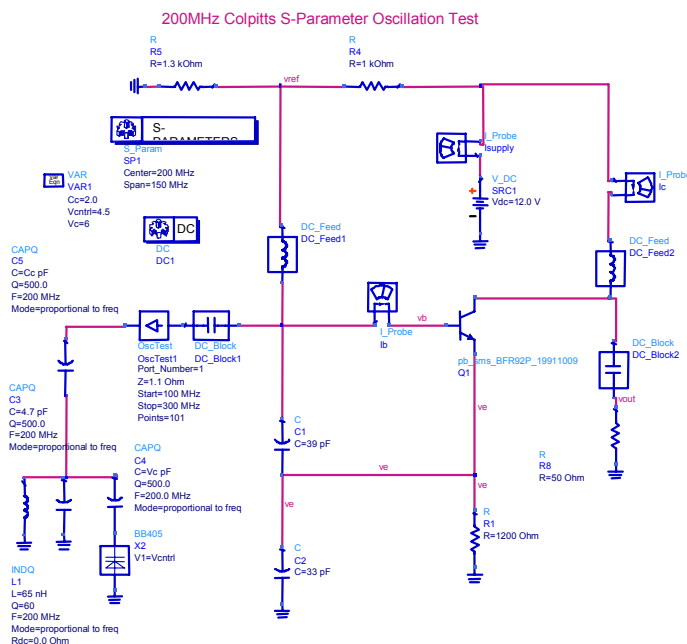 200MHz Colpitts S-Parameter Oscillation Test
R
R5
R=1.3 kOhm
vref
R
R4
R=1 kOhm
S-
PARAMETERS
S_Param
SP1
Center=200 MHz
Span=150 MHz
I_Probe
Isupply
V_DC
SRC1
Vdc=12.0 V
I_Probe
Ic
Var
Eqn
VAR
VAR1
Cc=2.0
Vcntrl=4.5
Vc=6
DC
DC
DC1
DC_Feed
DC_Feed1
DC_Feed
DC_Feed2
CAPQ
C5
C=Cc pF
Q=500.0
F=200 MHz
Mode=proportional to freq
OscTest
OscTest1
Port_Number=1
Z=1.1 Ohm
Start=100 MHz
Stop=300 MHz
Points=101
DC_Block
DC_Block1
I_Probe
Ib
vb
pb_sms_BFR92P_19911009
Q1
DC_Block
DC_Block2
vout
CAPQ
C3
C=4.7 pF
Q=500.0
F=200 MHz
Mode=proportional to freq
CAPQ
C4
C=Vc pF
Q=500.0
F=200.0 MHz
Mode=proportional to freq
C
C1
C=39 pF
ve
ve
R
R8
R=50 Ohm
ve
ve
R
R1
R=1200 Ohm
BB405
X2
V1=Vcntrl
C
C2
C=33 pF
INDQ
L1
L=65 nH
Q=60
F=200 MHz
Mode=proportional to freq
Rdc=0.0 Ohm